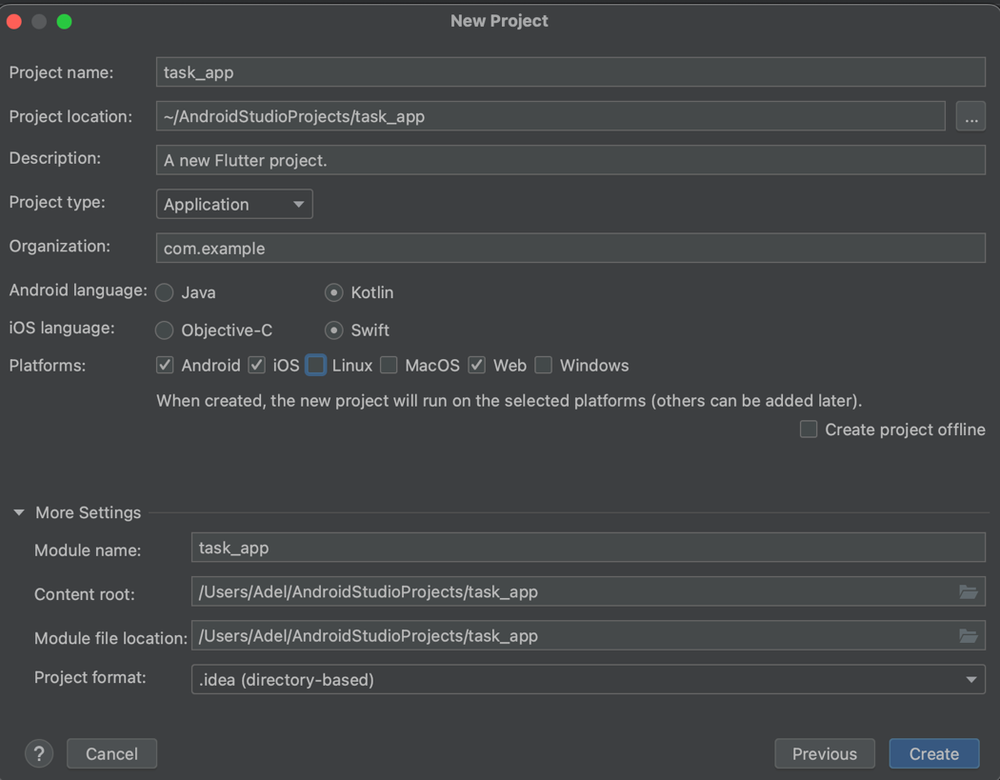 New Project
Project name: task_app
Project location: ~/AndroidStudioProjects/task_app ...
Description: A new Flutter project.
Project type: Application
Organization: com.example
Android language: Java Kotlin
iOS language: Objective-C Swift
Platforms: Android iOS Linux MacOS Web Windows
When created, the new project will run on the selected platforms (others can be added later).
Create project offline
More Settings
Module name: task_app
Content root: /Users/Adel/AndroidStudioProjects/task_app
Module file location: /Users/Adel/AndroidStudioProjects/task_app
Project format: .idea (directory-based)
? Cancel Previous Create